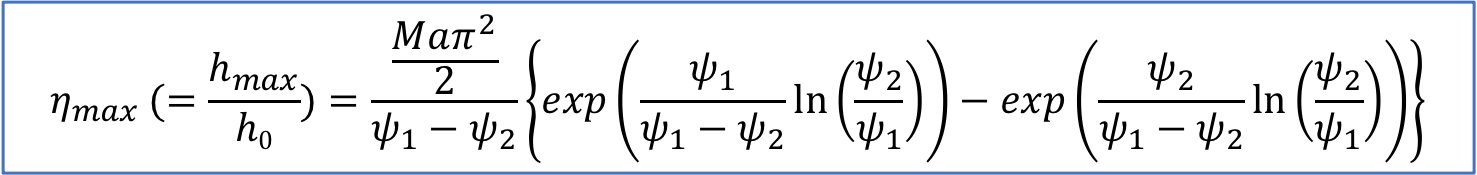 η_max (= h_max/h_0) = (Maπ²/2)/(ψ_1 − ψ_2) {exp(ψ_1/(ψ_1 − ψ_2) ln(ψ_2/ψ_1)) − exp(ψ_2/(ψ_1 − ψ_2) ln(ψ_2/ψ_1))}